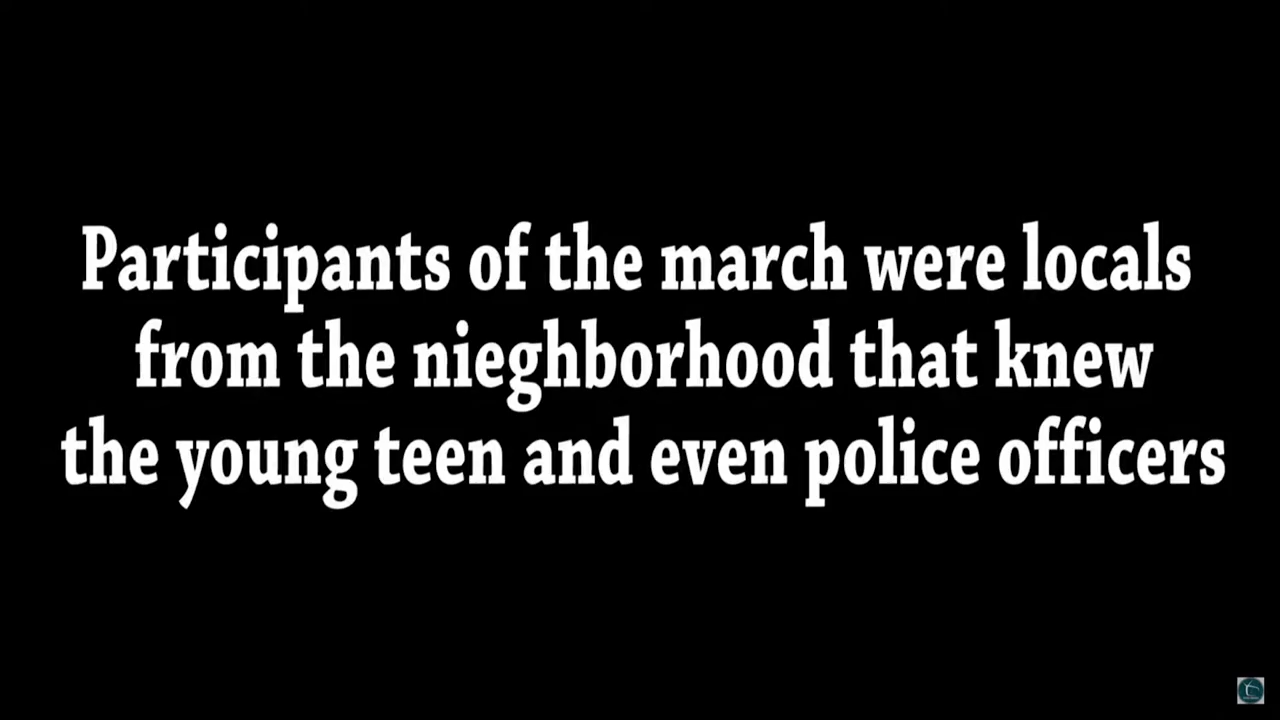 Participants of the march were locals
from the nieghborhood that knew
the young teen and even police officers